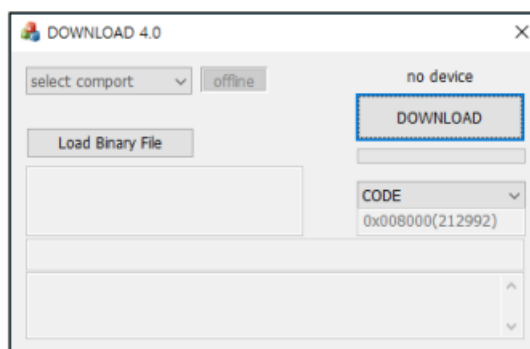 DOWNLOAD 4.0
select comport
offline
no device
DOWNLOAD
Load Binary File
CODE
0x008000(212992)